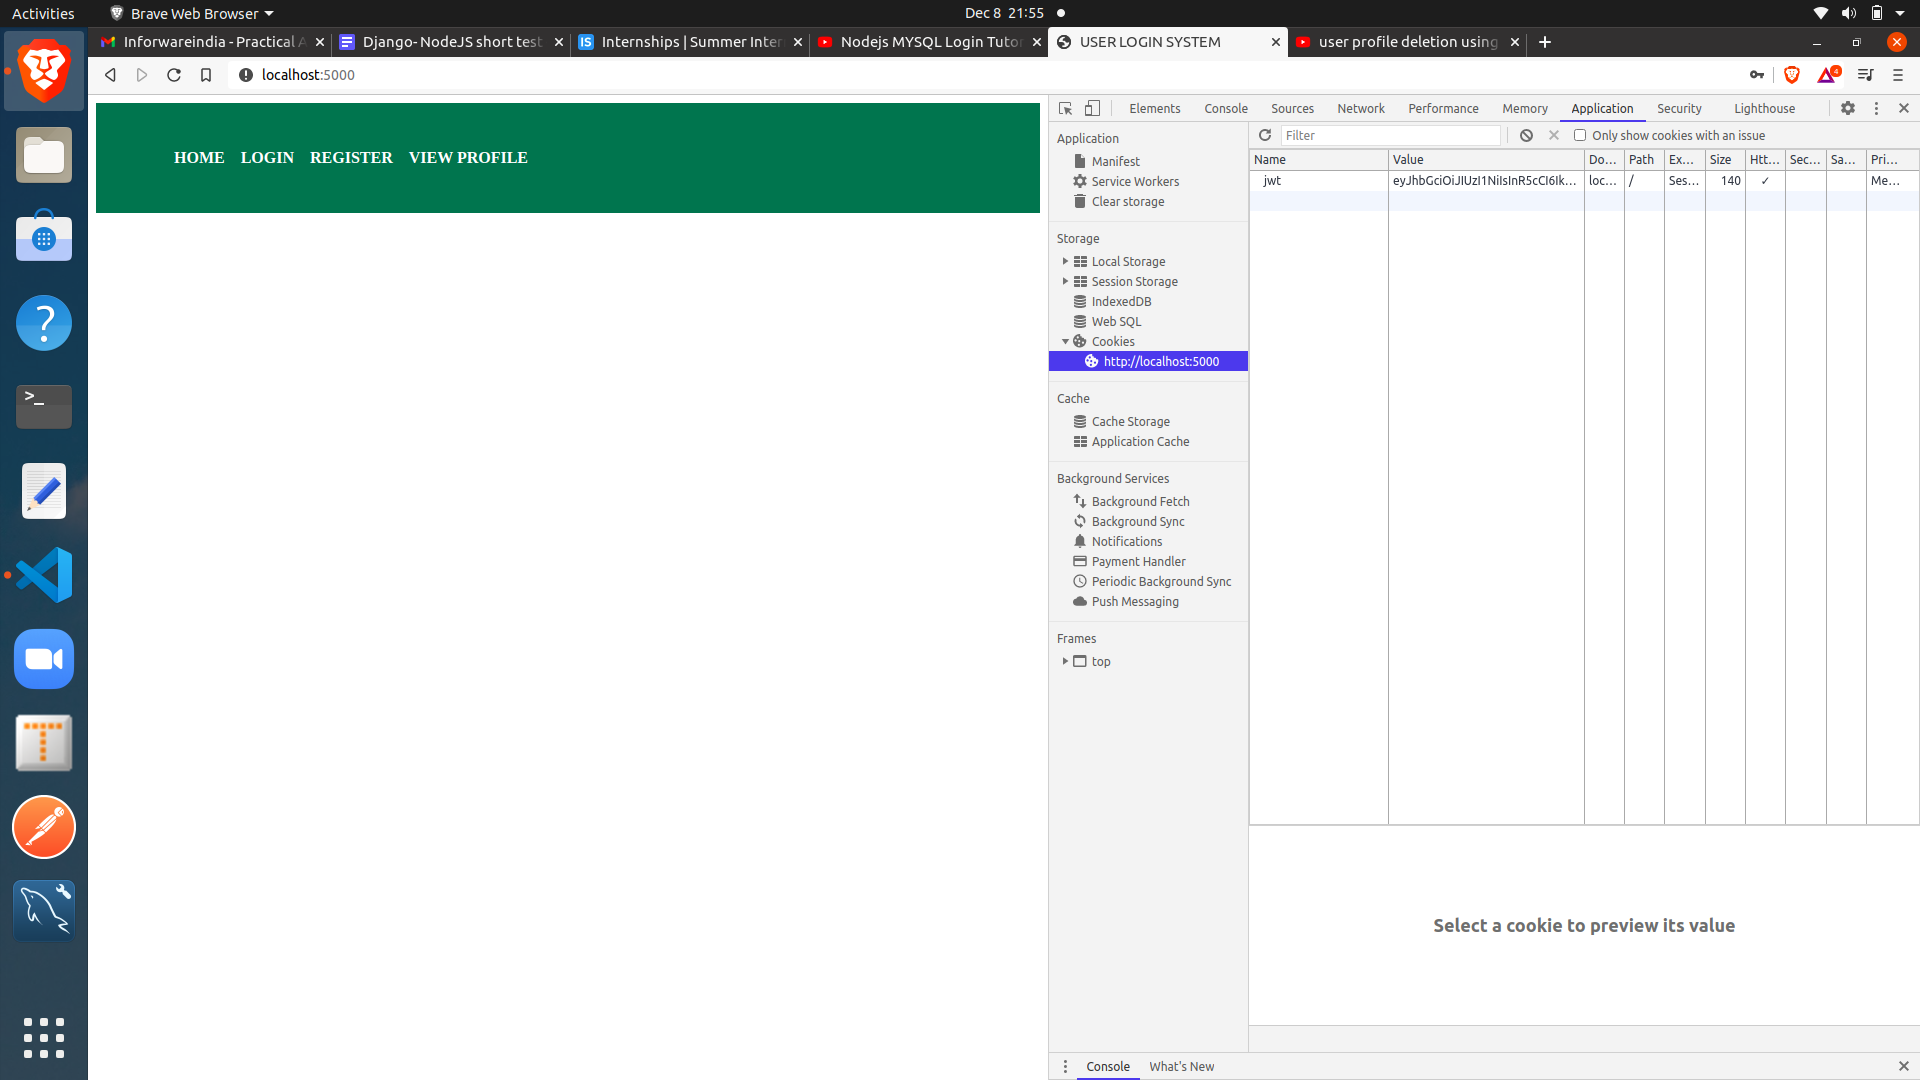 Activities Brave Web Browser Dec 8 21:55
Inforwareindia - Practical A Django- NodeJS short test IS Internships | Summer Inter Nodejs MYSQL Login Tutor USER LOGIN SYSTEM user profile deletion using
localhost:5000 4
HOME LOGIN REGISTER VIEW PROFILE
Elements Console Sources Network Performance Memory Application Security Lighthouse
Application
Manifest
Service Workers
Clear storage
Storage
Local Storage
Session Storage
IndexedDB
Web SQL
Cookies
http://localhost:5000
Cache
Cache Storage
Application Cache
Background Services
Background Fetch
Background Sync
Notifications
Payment Handler
Periodic Background Sync
Push Messaging
Frames
top
Filter Only show cookies with an issue
Name Value Do... Path Ex... Size Htt... Sec... Sa... Pri...
jwt eyJhbGciOiJIUzI1NiIsInR5cCI6Ik... loc... / Ses... 140 ✓ Me...
Select a cookie to preview its value
Console What's New